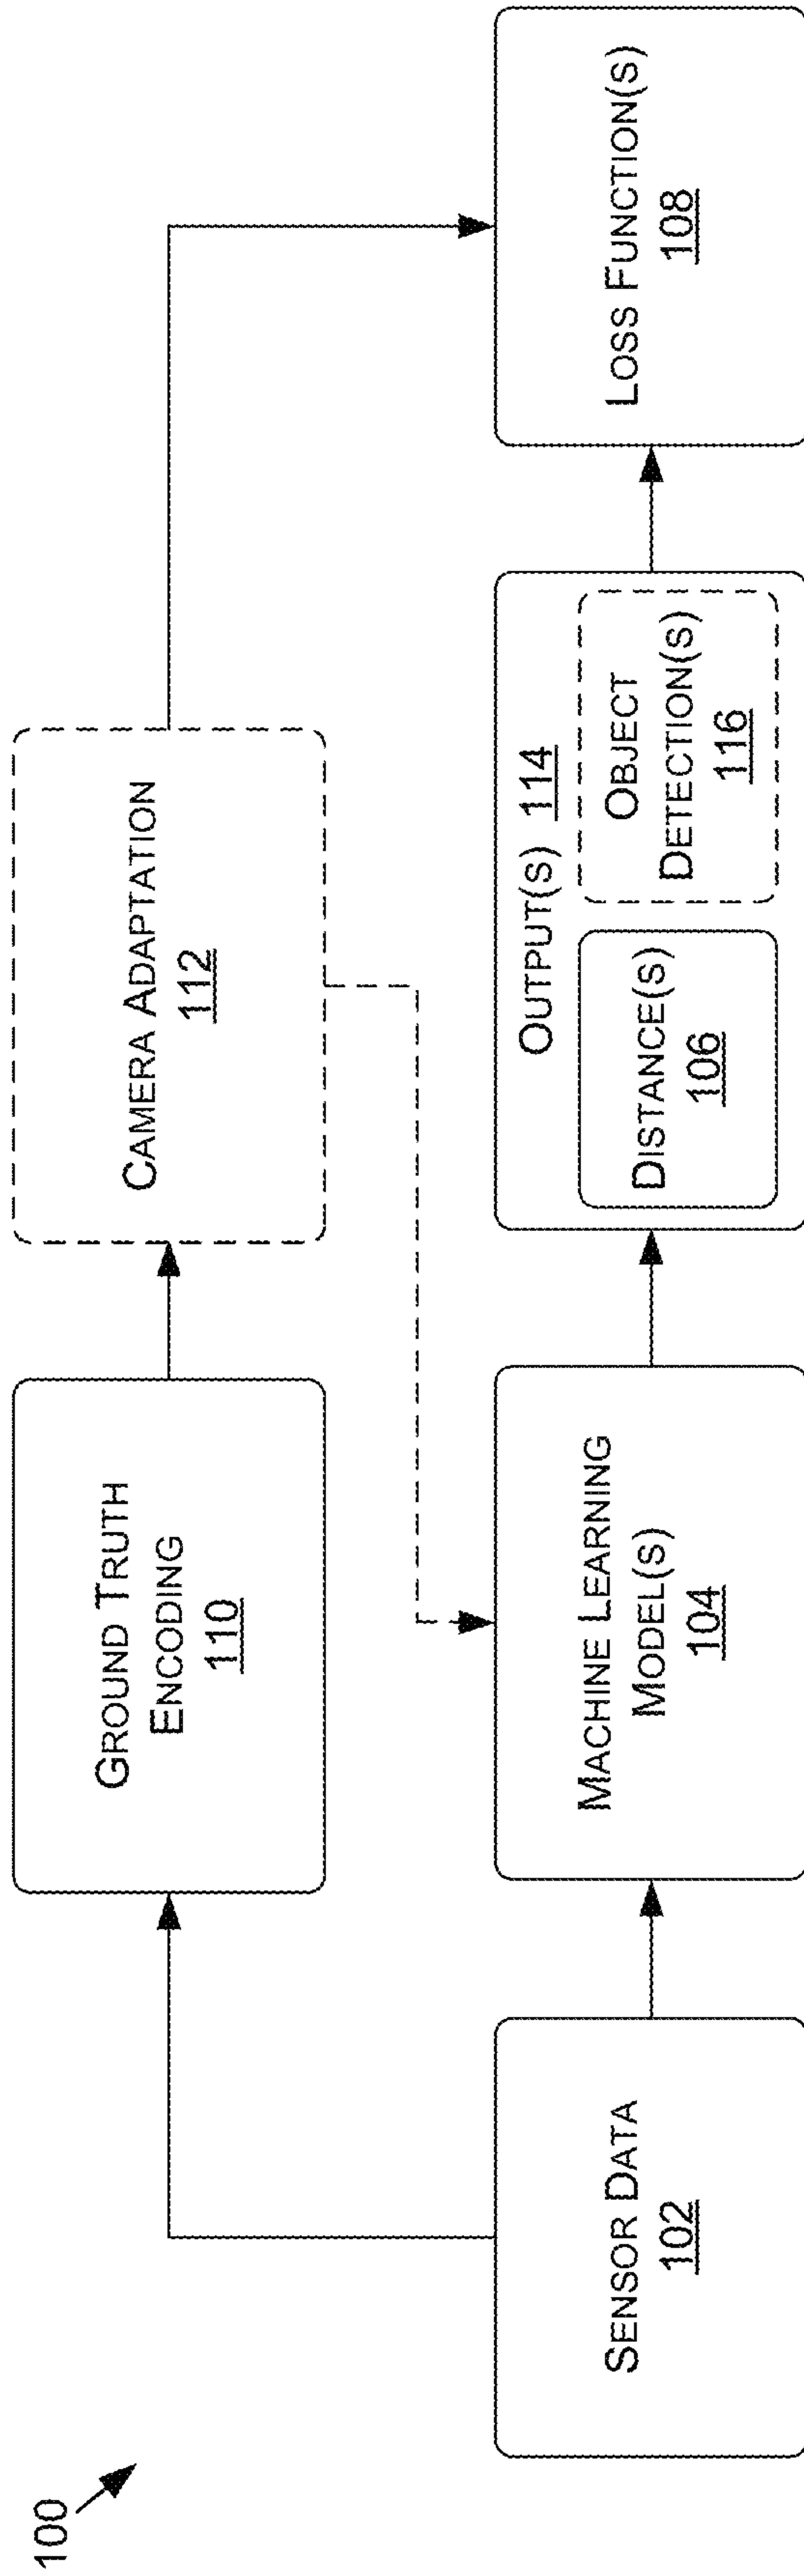 100
GROUND TRUTH
ENCODING
110
CAMERA ADAPTATION
112
SENSOR DATA
102
MACHINE LEARNING
MODEL(S)
104
OUTPUT(S) 114
DISTANCE(S)
106
OBJECT
DETECTION(S)
116
LOSS FUNCTION(S)
108